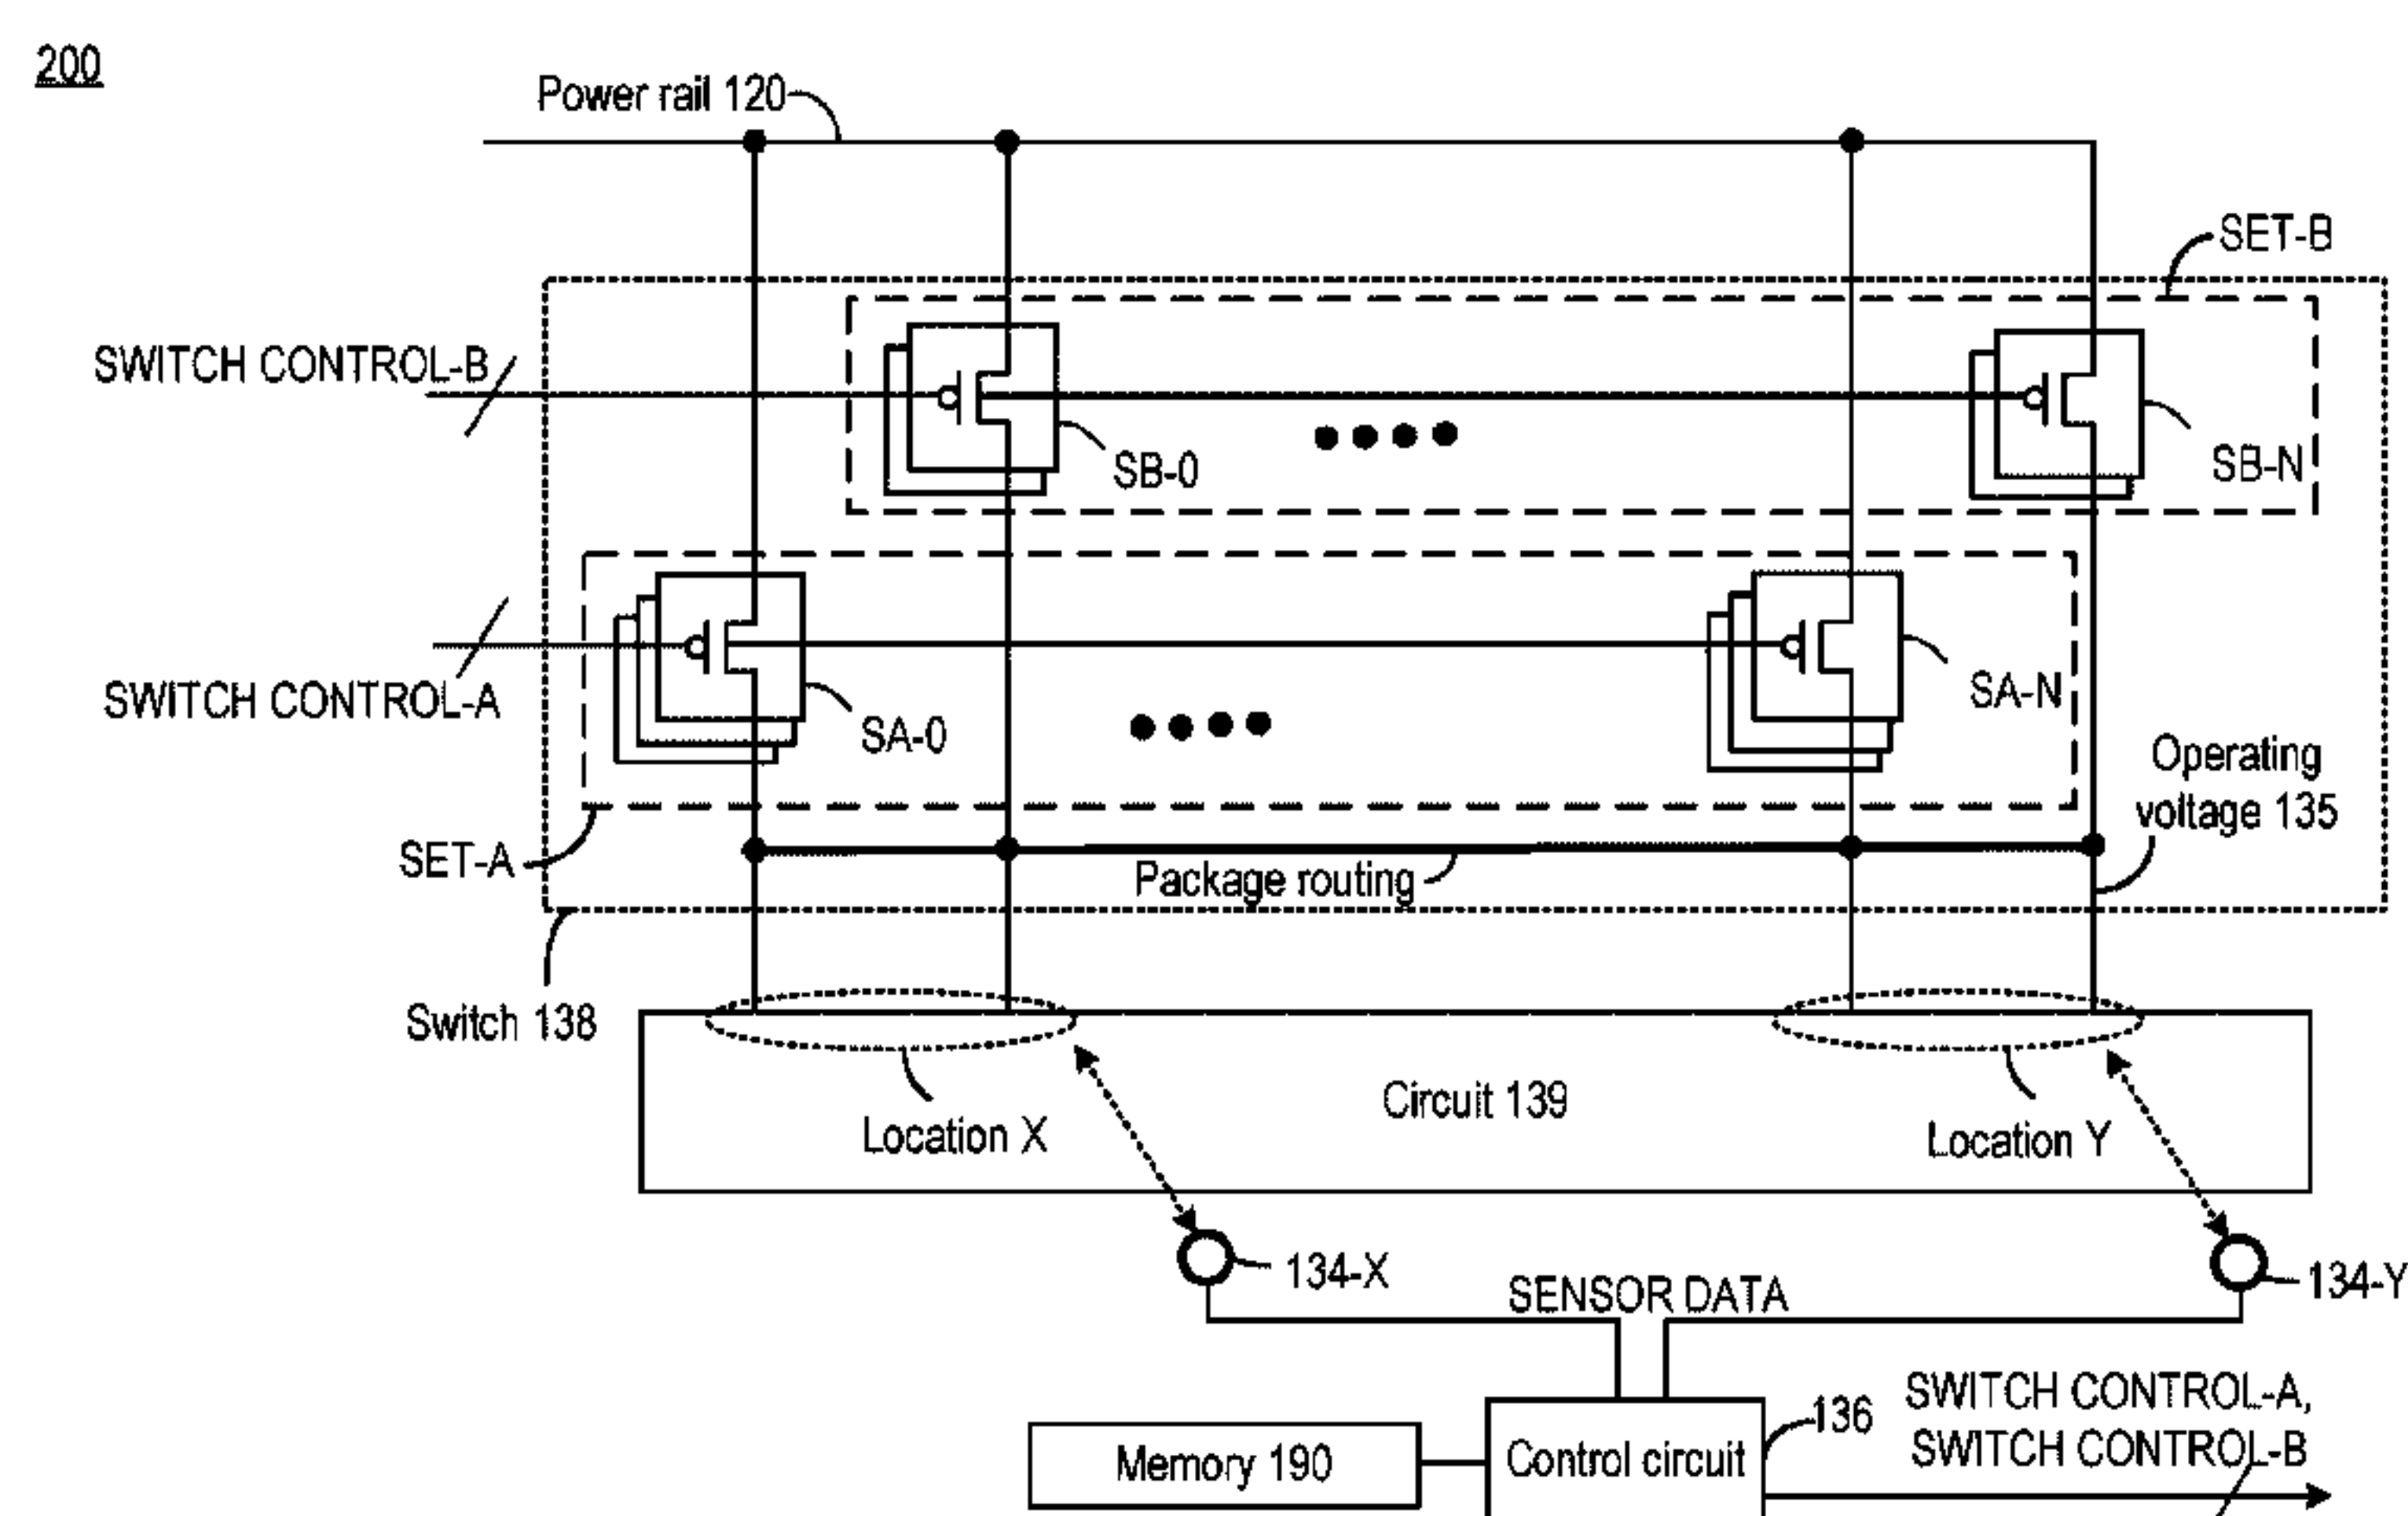 200
Power rail 120
SET-B
SWITCH CONTROL-B
SB-0
SB-N
SWITCH CONTROL-A
SA-0
SA-N
Operating
voltage 135
SET-A
Package routing
Switch 138
Circuit 139
Location X
Location Y
134-X
134-Y
SENSOR DATA
136
SWITCH CONTROL-A,
SWITCH CONTROL-B
Memory 190
Control circuit